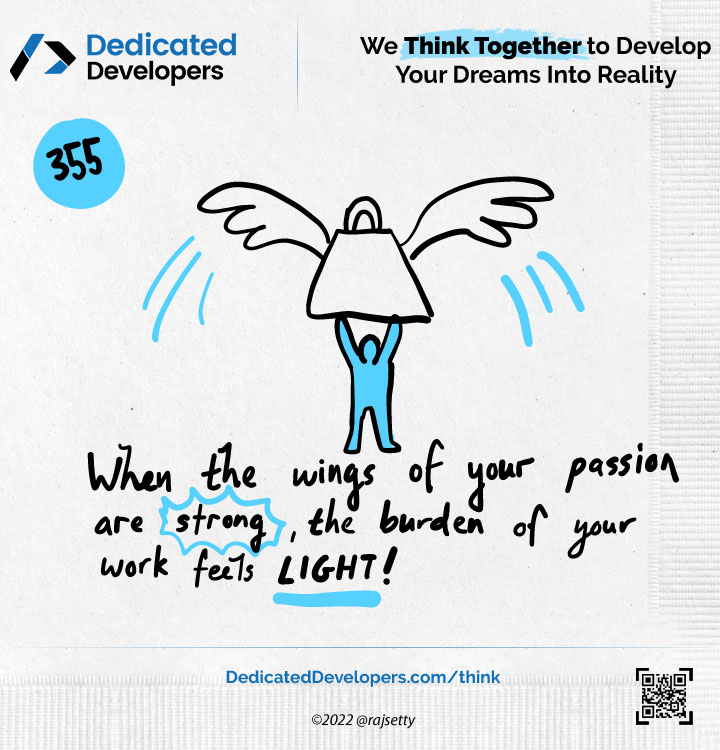 Dedicated
Developers
We Think Together to Develop
Your Dreams Into Reality
355
When the wings of your passion
are strong, the burden of your
work feels LIGHT!
DedicatedDevelopers.com/think
©2022 @rajsetty